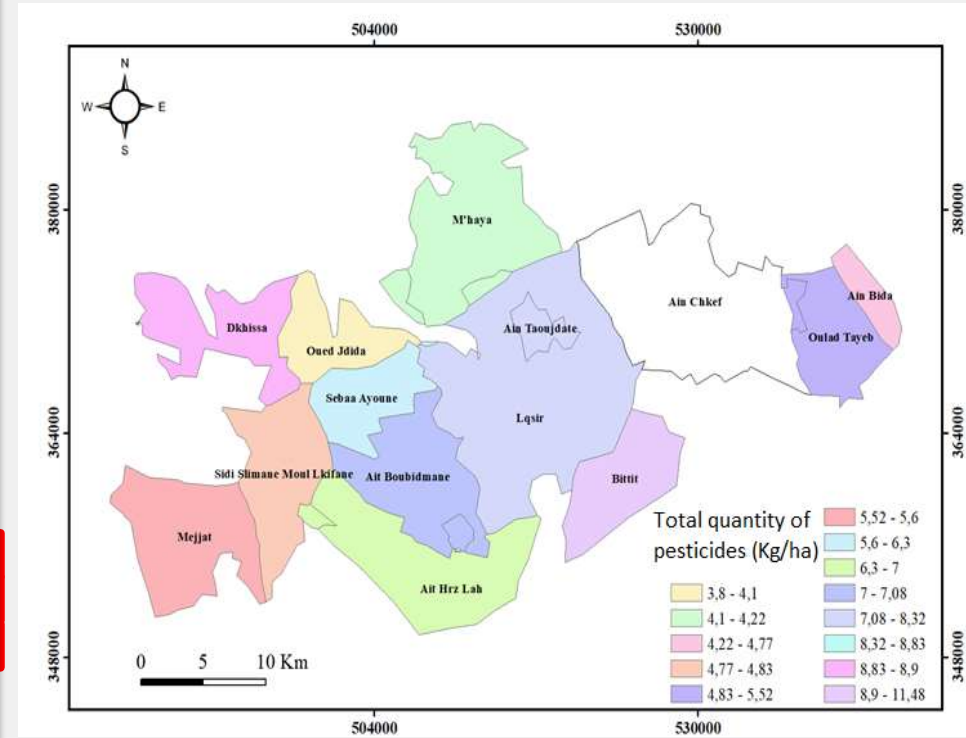 504000 530000
N
W E
S
380000 380000
M'haya
Ain Chkef
Ain Bida
Dkhissa
Ain Taoujdate
Oulad Tayeb
Oued Jdida
Sebaa Ayoune
Lqsir
364000 364000
Sidi Slimane Moul Lkifane
Ait Boubidmane
Bittit
Mejjat
Ait Hrz Lah
Total quantity of
pesticides (Kg/ha)
3,8 - 4,1
4,1 - 4,22
4,22 - 4,77
4,77 - 4,83
4,83 - 5,52
5,52 - 5,6
5,6 - 6,3
6,3 - 7
7 - 7,08
7,08 - 8,32
8,32 - 8,83
8,83 - 8,9
8,9 - 11,48
348000 348000
0 5 10 Km
504000 530000